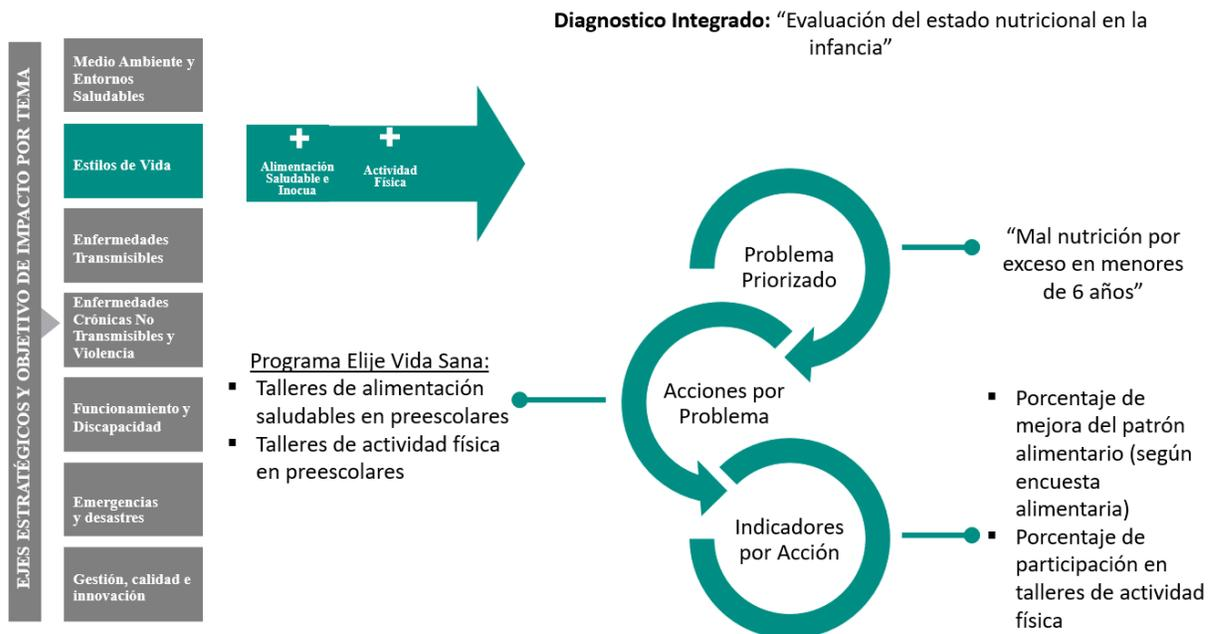 Diagnostico Integrado: “Evaluación del estado nutricional en la
infancia”
EJES ESTRATÉGICOS Y OBJETIVO DE IMPACTO POR TEMA
Medio Ambiente y
Entornos
Saludables
Estilos de Vida
Enfermedades
Transmisibles
Enfermedades
Crónicas No
Transmisibles y
Violencia
Funcionamiento y
Discapacidad
Emergencias
y desastres
Gestión, calidad e
innovación
Alimentación
Saludable e
Inocua
Actividad
Física
Problema
Priorizado
“Mal nutrición por
exceso en menores
de 6 años”
Acciones por
Problema
Programa Elije Vida Sana:
▪ Talleres de alimentación
saludables en preescolares
▪ Talleres de actividad física
en preescolares
Indicadores
por Acción
▪ Porcentaje de
mejora del patrón
alimentario (según
encuesta
alimentaria)
▪ Porcentaje de
participación en
talleres de actividad
física